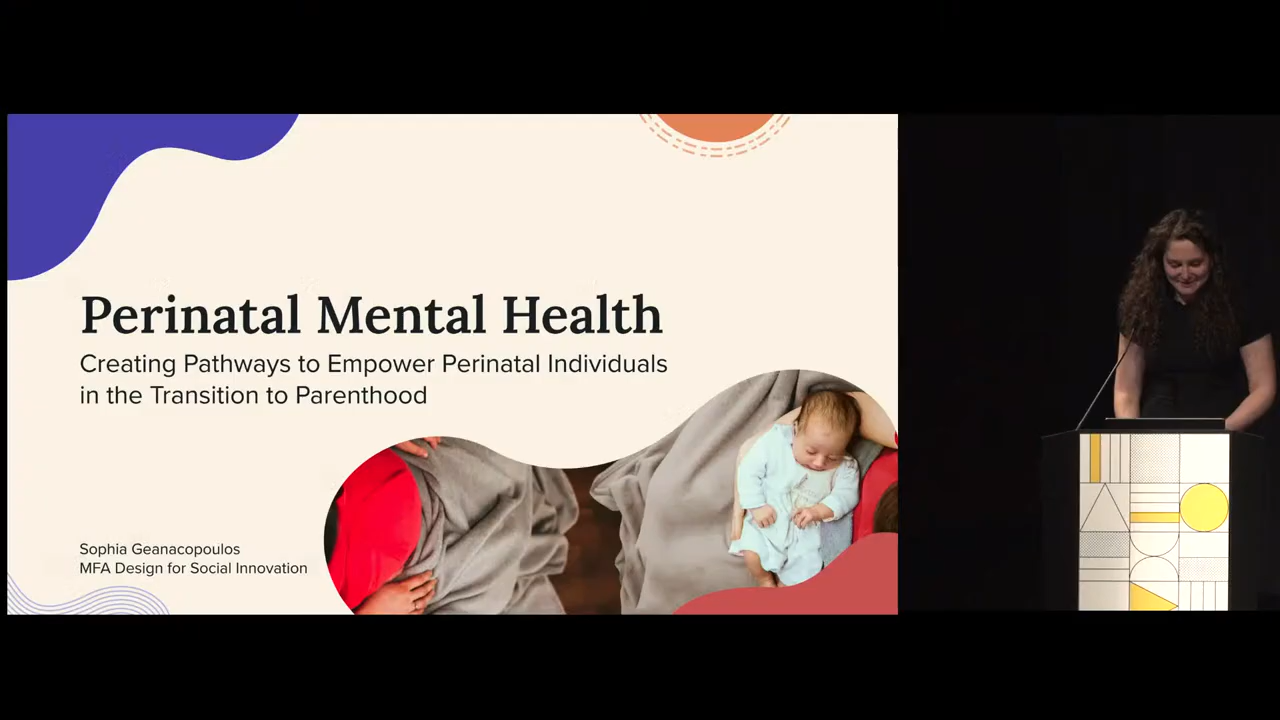 Perinatal Mental Health
Creating Pathways to Empower Perinatal Individuals
in the Transition to Parenthood
Sophia Geanacopoulos
MFA Design for Social Innovation